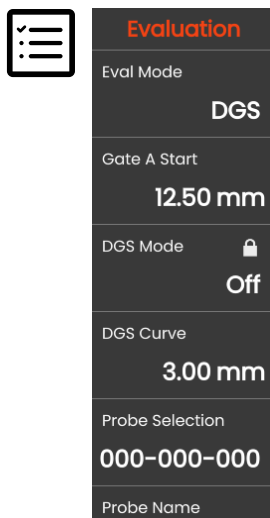 Evaluation
Eval Mode
DGS
Gate A Start
12.50 mm
DGS Mode
Off
DGS Curve
3.00 mm
Probe Selection
000-000-000
Probe Name